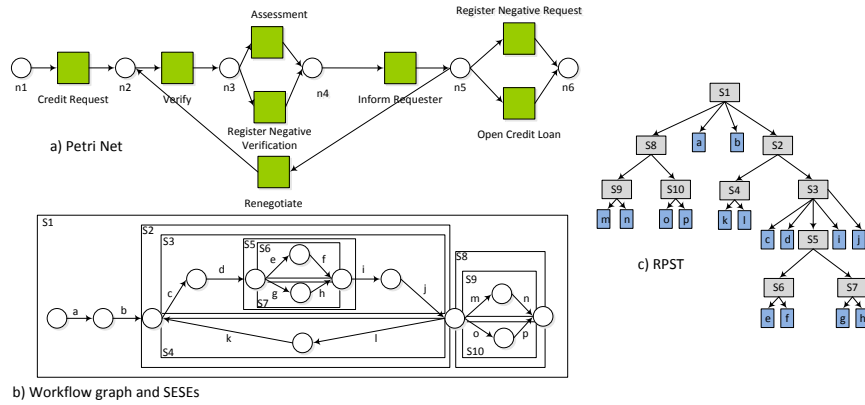 Assessment
Register Negative Request
n1
Credit Request
n2
Verify
n3
n4
Inform Requester
n5
n6
Register Negative
Verification
Open Credit Loan
a) Petri Net
Renegotiate
S1
S2
S3
S5
S6
e
f
g
h
S7
c
d
i
j
a
b
k
l
S4
S8
S9
m
n
o
p
S10
b) Workflow graph and SESEs
S1
S8
a
b
S2
S9
S10
S4
S3
m
n
o
p
k
l
c
d
S5
i
j
S6
S7
e
f
g
h
c) RPST